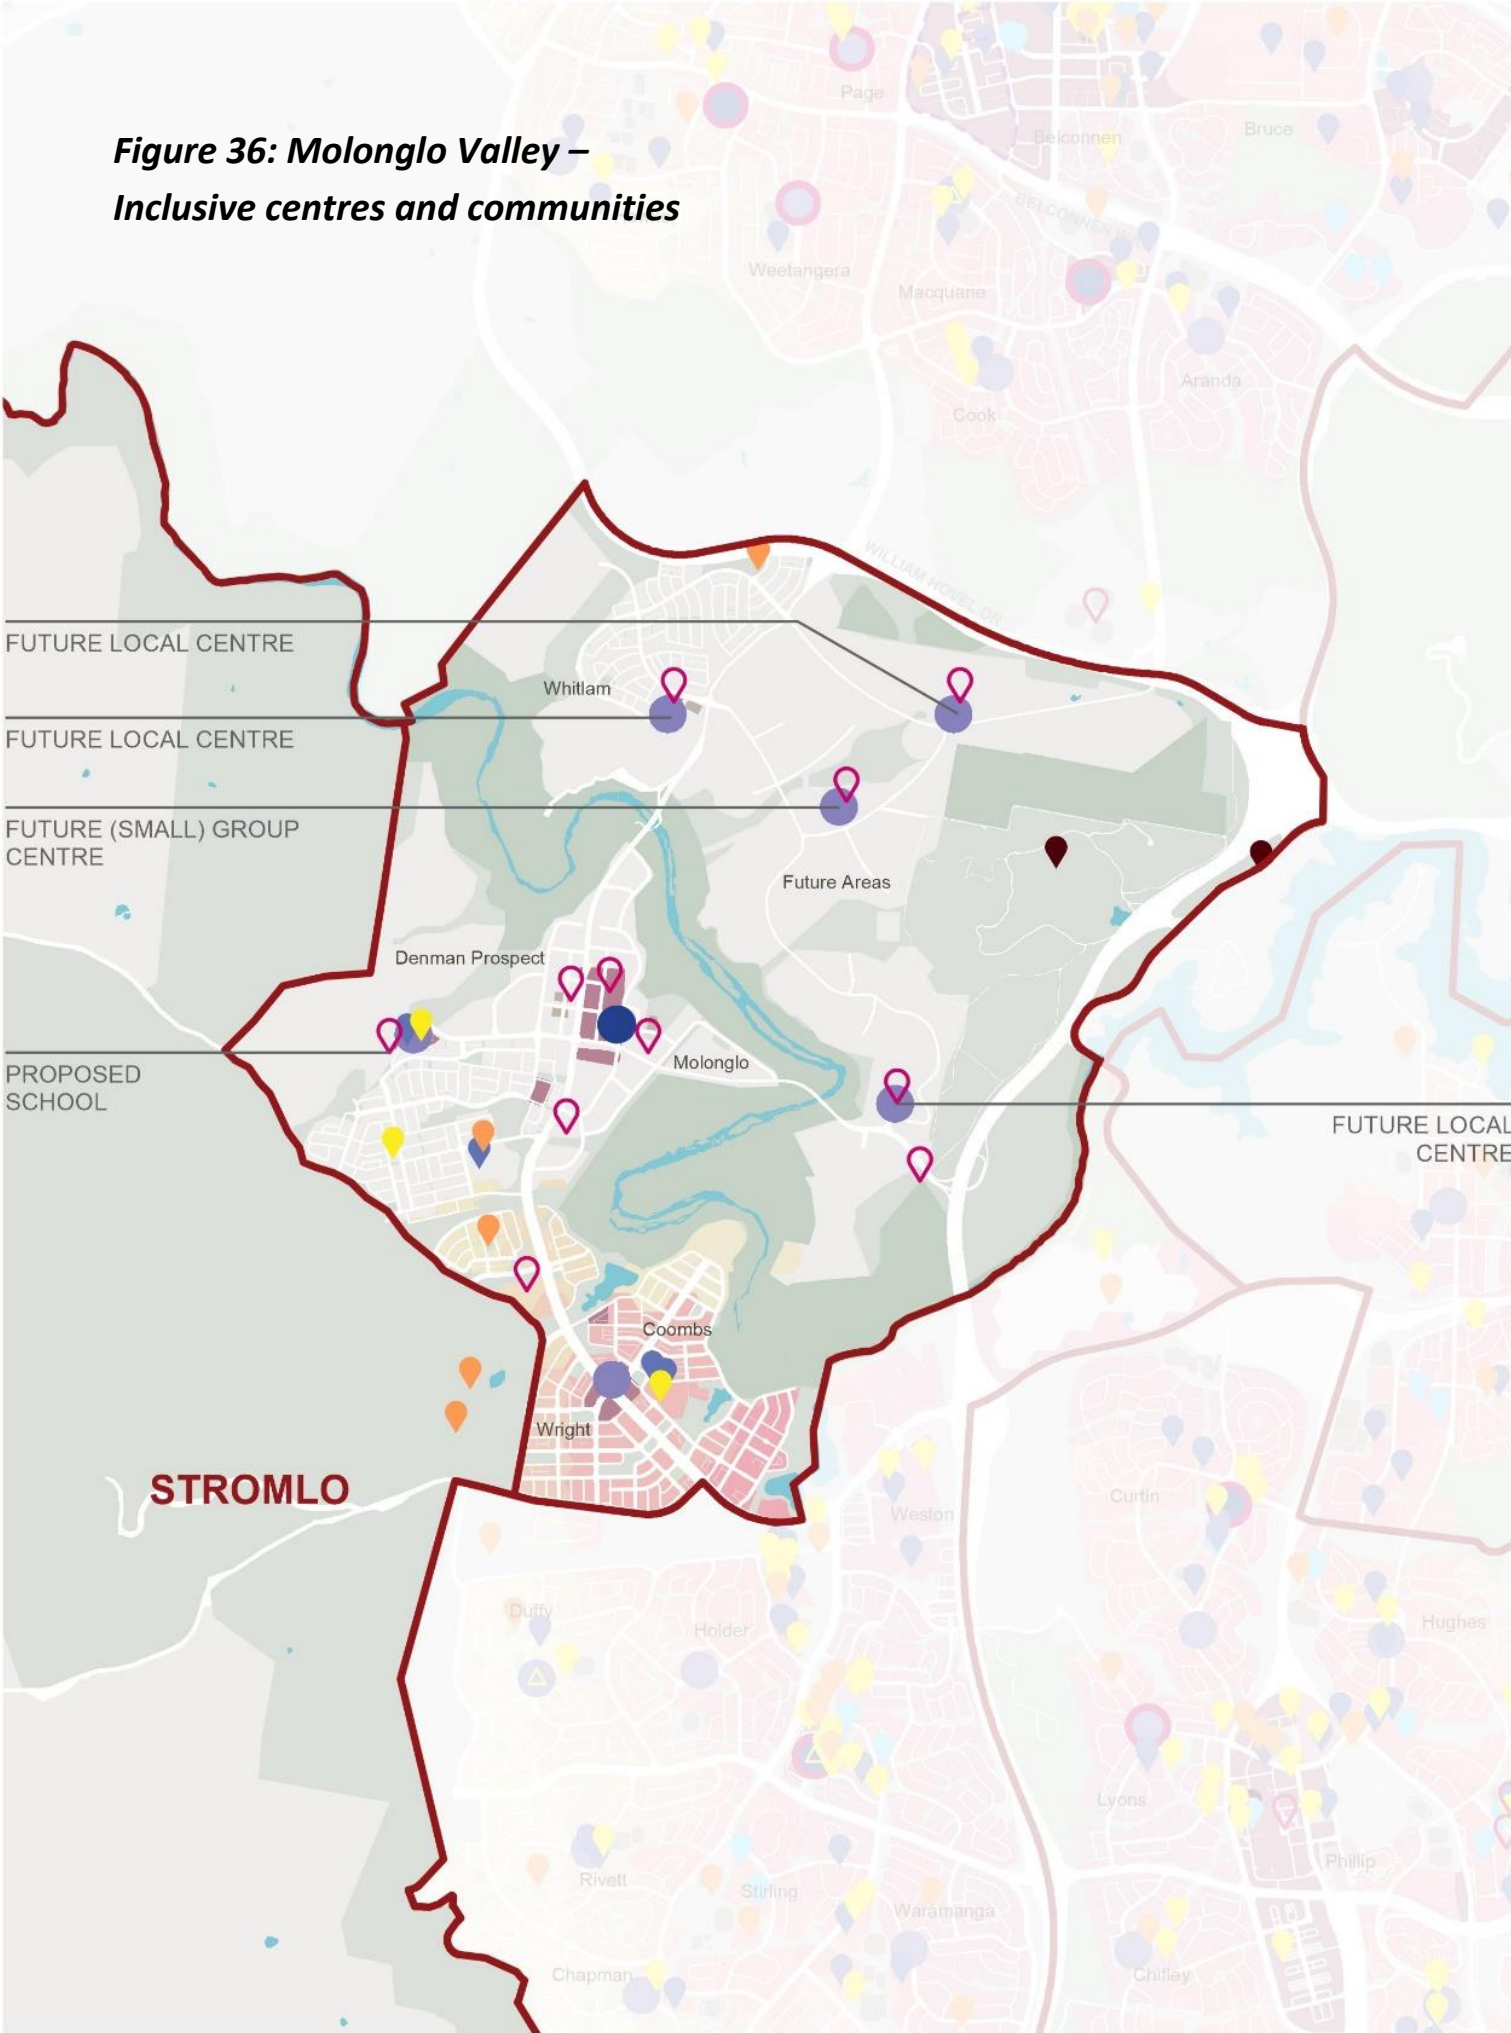 Figure 36: Molonglo Valley –
Inclusive centres and communities
Page
Belconnen
Bruce
BELCONNEN
Weetangera
Macquarie
Aranda
Cook
WILLIAM HOVEL DR
FUTURE LOCAL CENTRE
Whitlam
FUTURE LOCAL CENTRE
FUTURE (SMALL) GROUP
CENTRE
Future Areas
Denman Prospect
Molonglo
PROPOSED
SCHOOL
FUTURE LOCAL
CENTRE
Coombs
Wright
STROMLO
Weston
Curtin
Duffy
Holder
Hughes
Lyons
Phillip
Rivett
Stirling
Waramanga
Chapman
Chifley